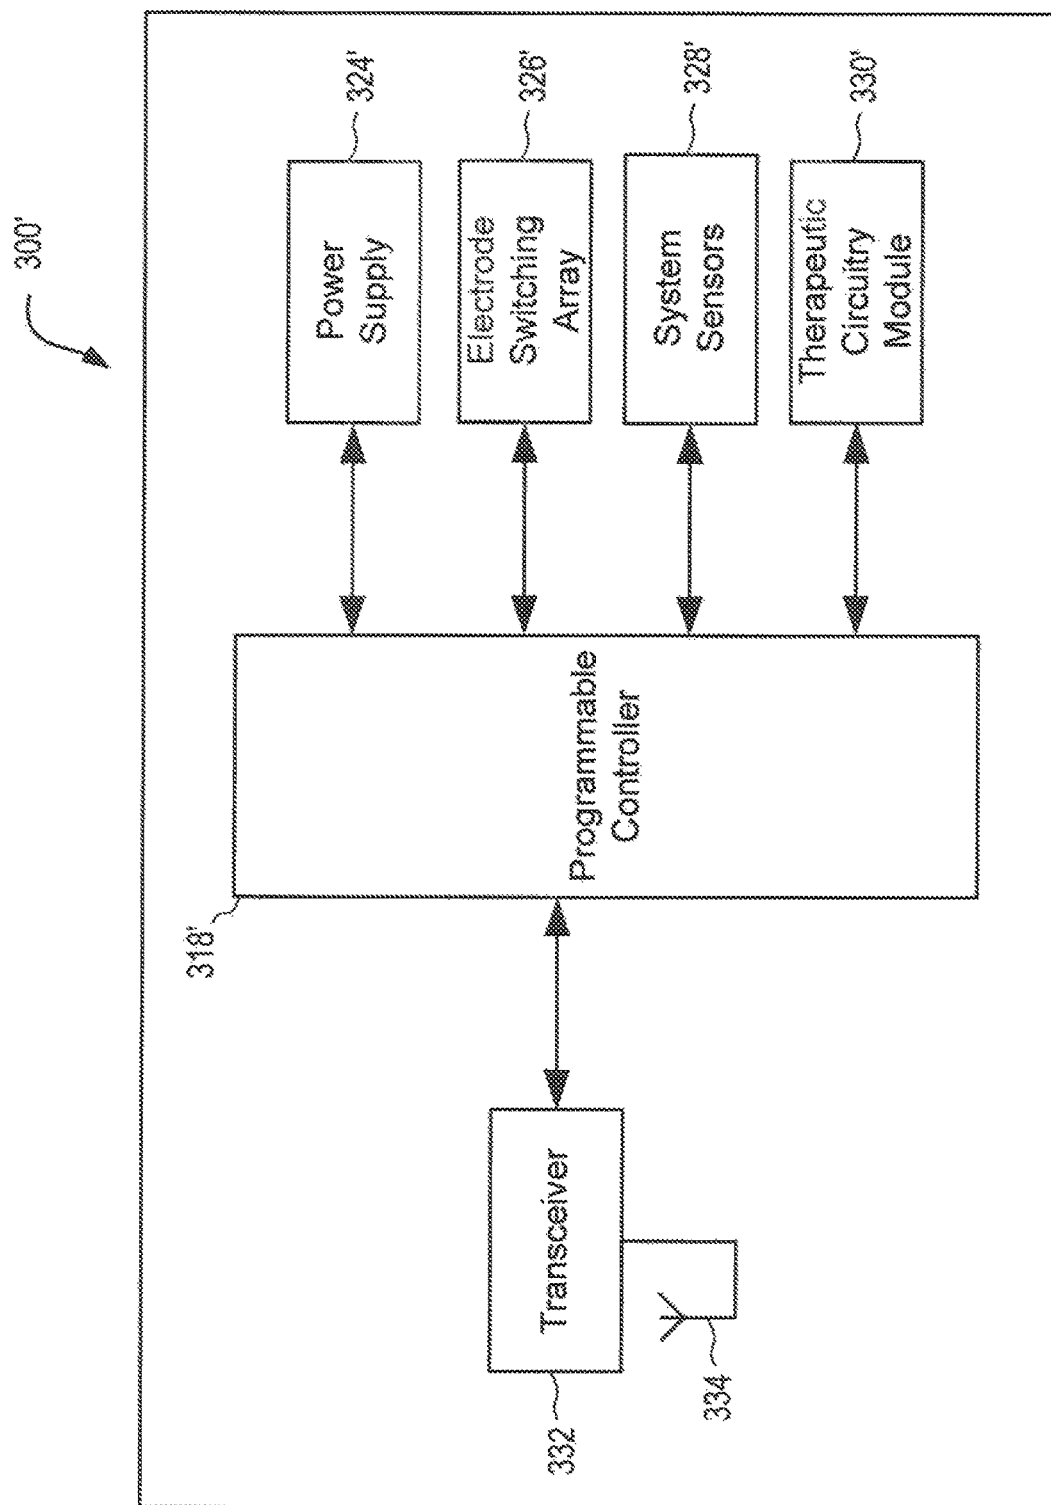 300'
324'
Power
Supply
326'
Electrode
Switching
Array
328'
System
Sensors
330'
Therapeutic
Circuitry
Module
318'
Programmable
Controller
Transceiver
332
334